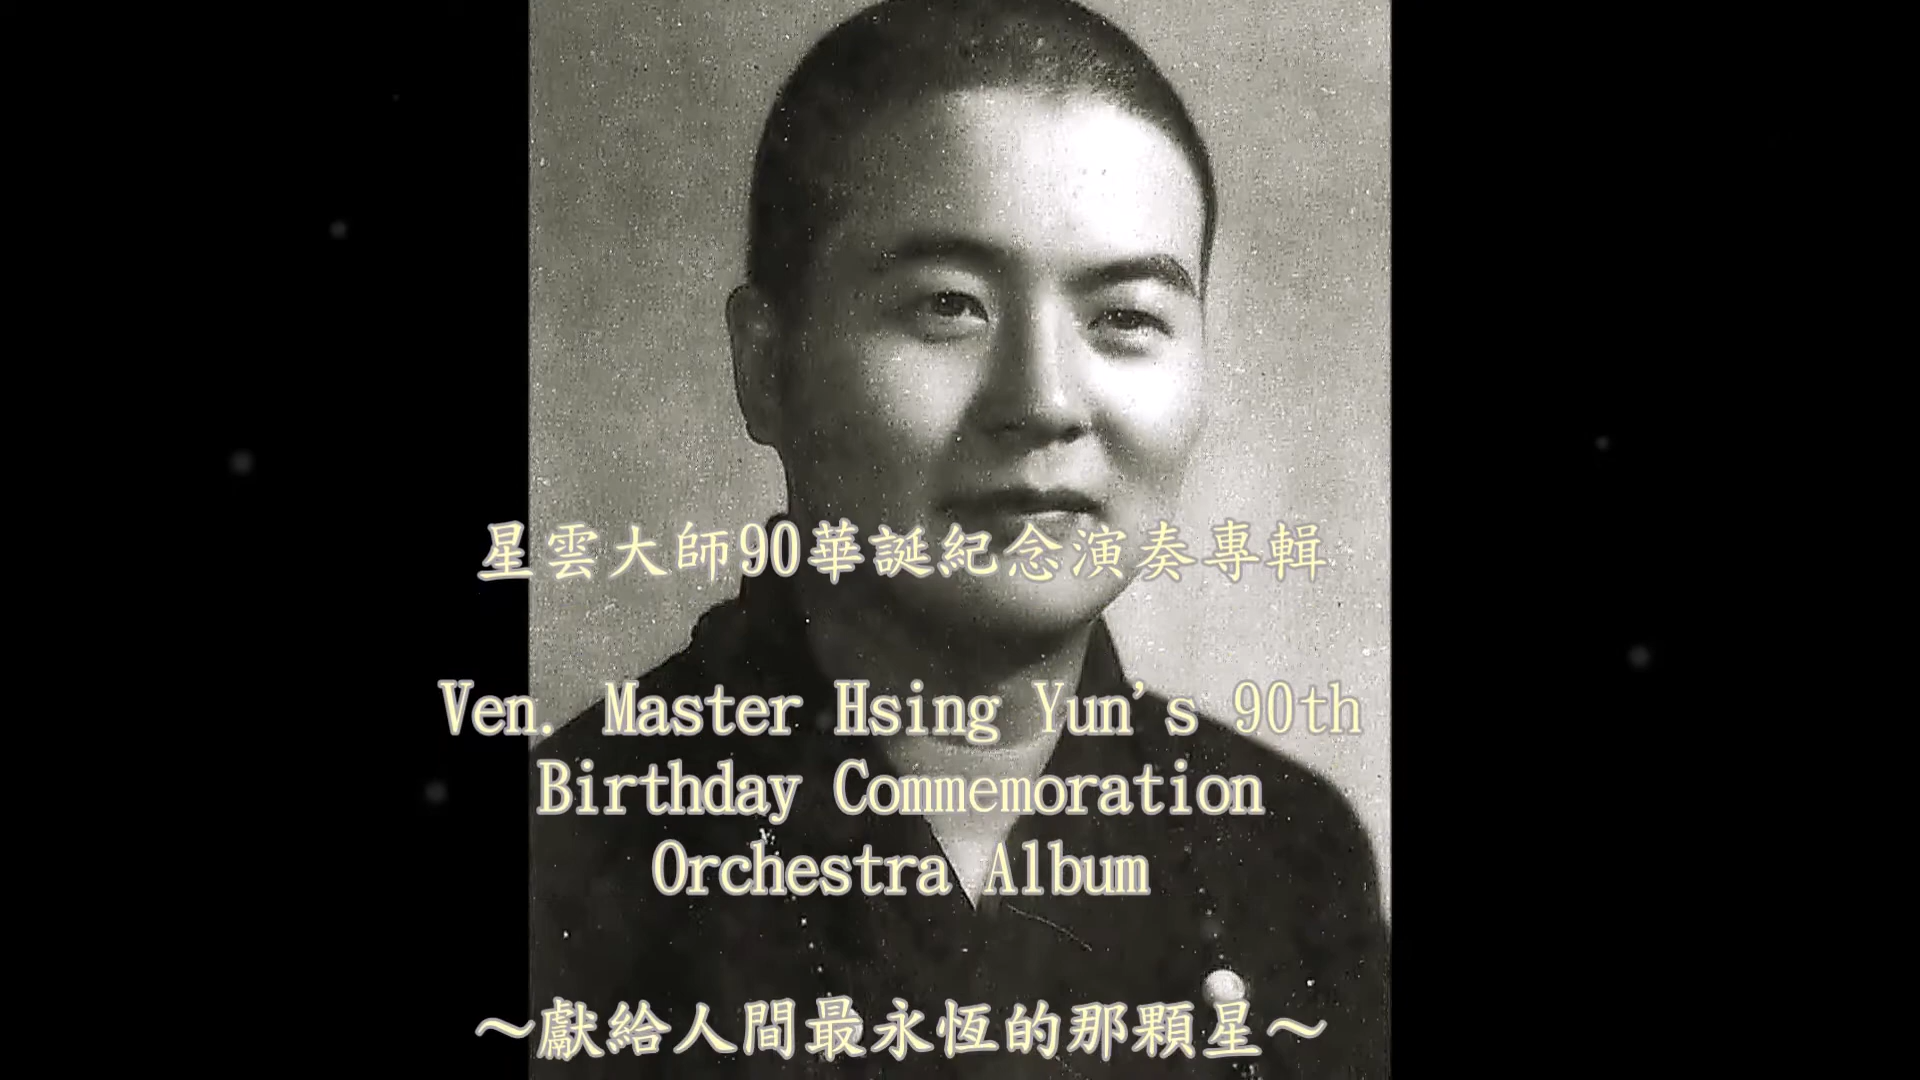 星雲大師90華誕紀念演奏專輯
Ven. Master Hsing Yun's 90th
Birthday Commemoration
Orchestra Album
～獻給人間最永恆的那顆星～